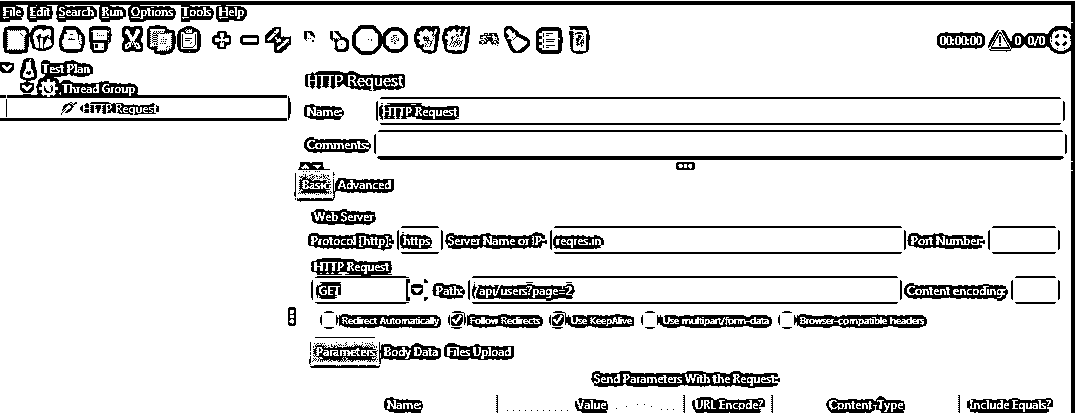 File Edit Search Run Options Tools Help
00:00:00 0 0/0
Test Plan
Thread Group
HTTP Request
HTTP Request
Name: HTTP Request
Comments:
Basic Advanced
Web Server
Protocol [http]: https Server Name or IP: reqres.in Port Number:
HTTP Request
GET Path: /api/users?page=2 Content encoding:
Redirect Automatically Follow Redirects Use KeepAlive Use multipart/form-data Browser-compatible headers
Parameters Body Data Files Upload
Send Parameters With the Request:
Name: Value URL Encode? Content-Type Include Equals?